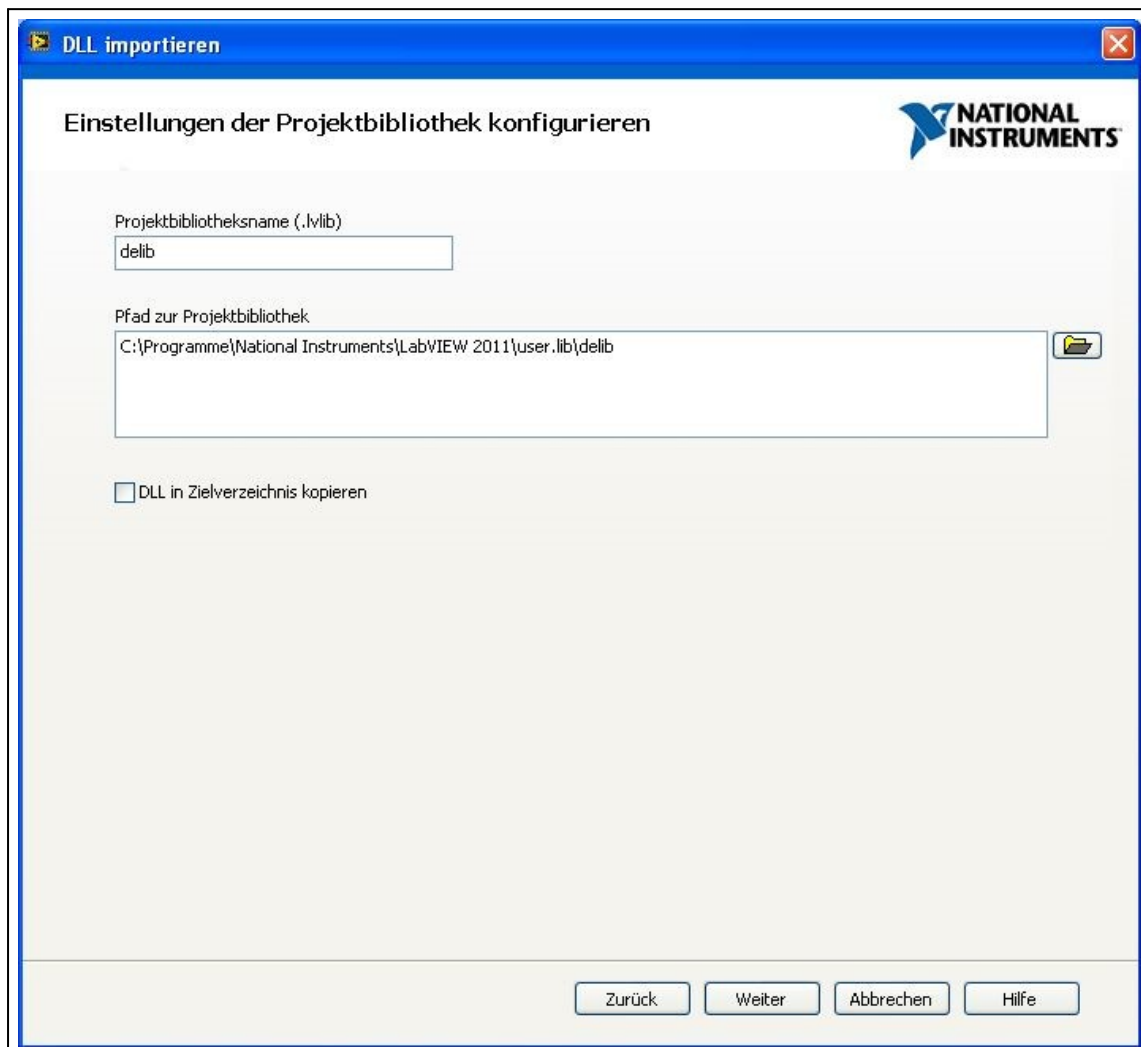 DLL importieren
Einstellungen der Projektbibliothek konfigurieren
NATIONAL
INSTRUMENTS
Projektbibliotheksname (.lvlib)
delib
Pfad zur Projektbibliothek
C:\Programme\National Instruments\LabVIEW 2011\user.lib\delib
DLL in Zielverzeichnis kopieren
Zurück
Weiter
Abbrechen
Hilfe